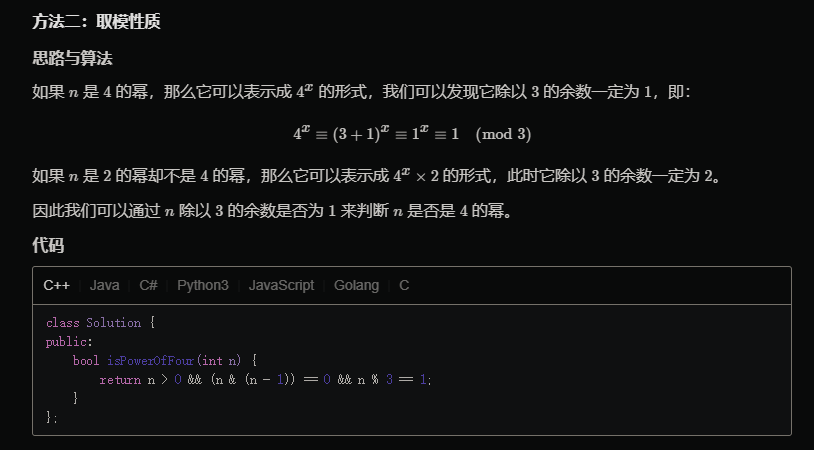 方法二：取模性质
思路与算法
如果 n 是 4 的幂，那么它可以表示成 4^x 的形式，我们可以发现它除以 3 的余数一定为 1，即：
4^x ≡ (3 + 1)^x ≡ 1^x ≡ 1 (mod 3)
如果 n 是 2 的幂却不是 4 的幂，那么它可以表示成 4^x × 2 的形式，此时它除以 3 的余数一定为 2。
因此我们可以通过 n 除以 3 的余数是否为 1 来判断 n 是否是 4 的幂。
代码
C++ Java C# Python3 JavaScript Golang C
class Solution {
public:
    bool isPowerOfFour(int n) {
        return n > 0 && (n & (n - 1)) == 0 && n % 3 == 1;
    }
};